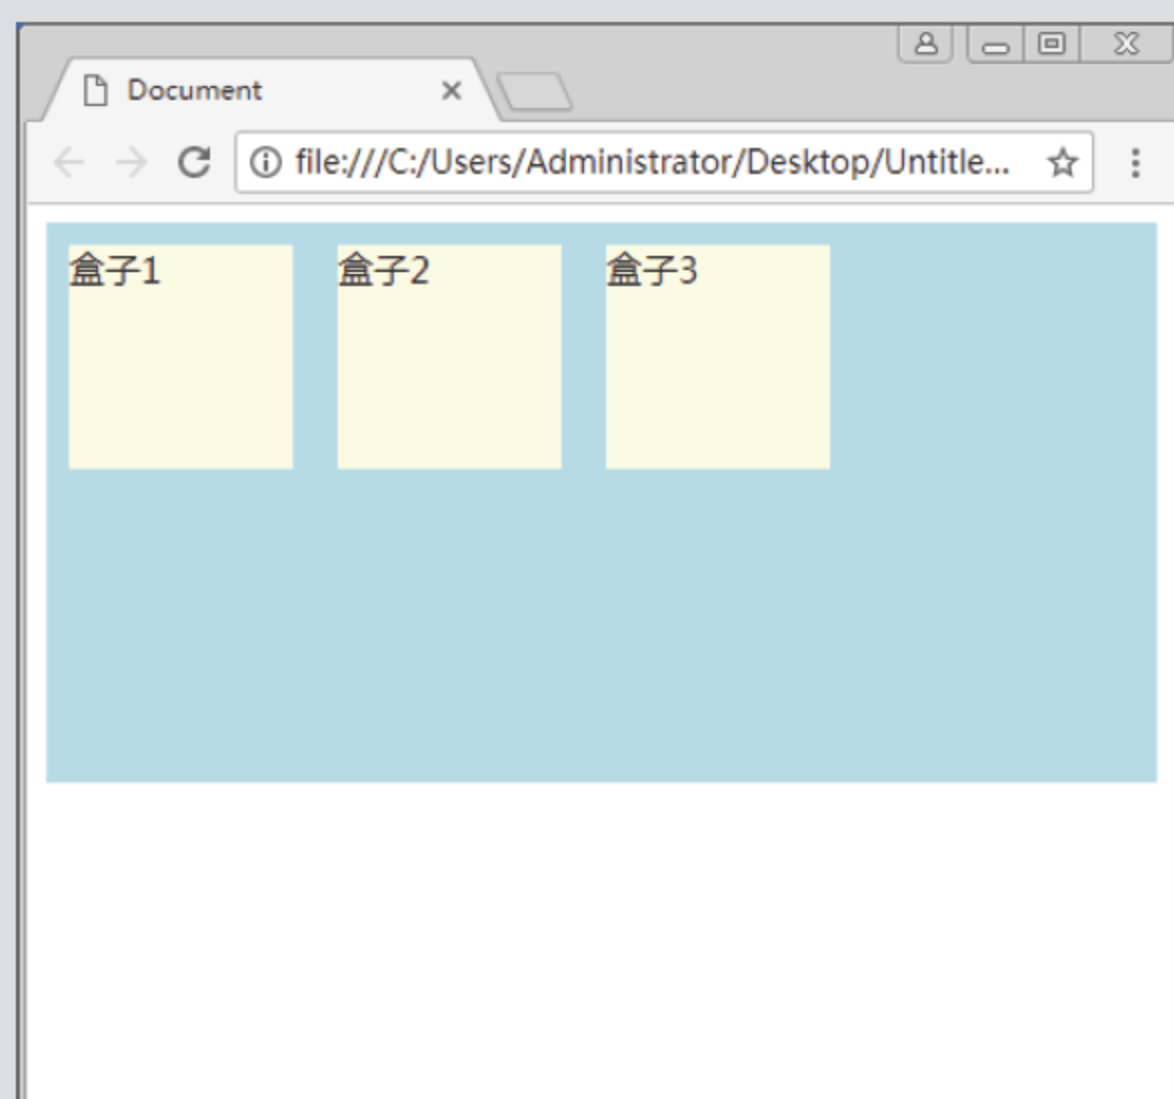 Document
file:///C:/Users/Administrator/Desktop/Untitle...
盒子1
盒子2
盒子3